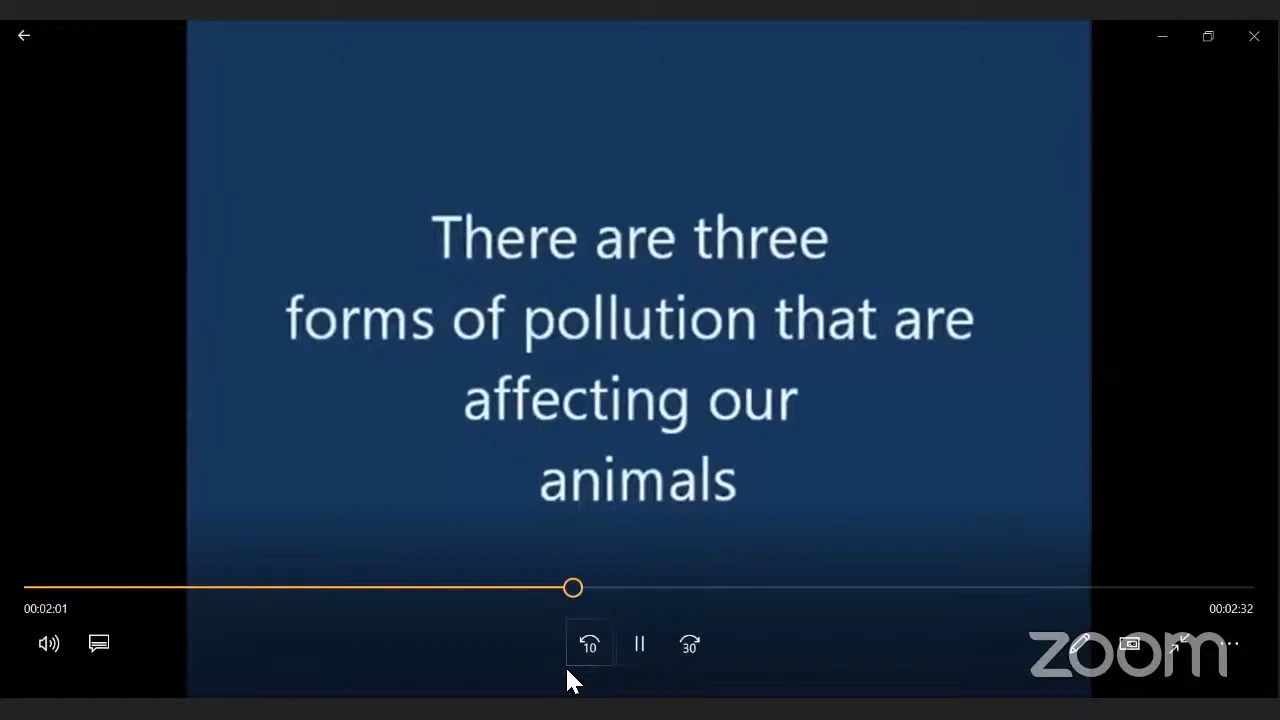 There are three
forms of pollution that are
affecting our
animals
00:02:01
00:02:32
10
30
zoom